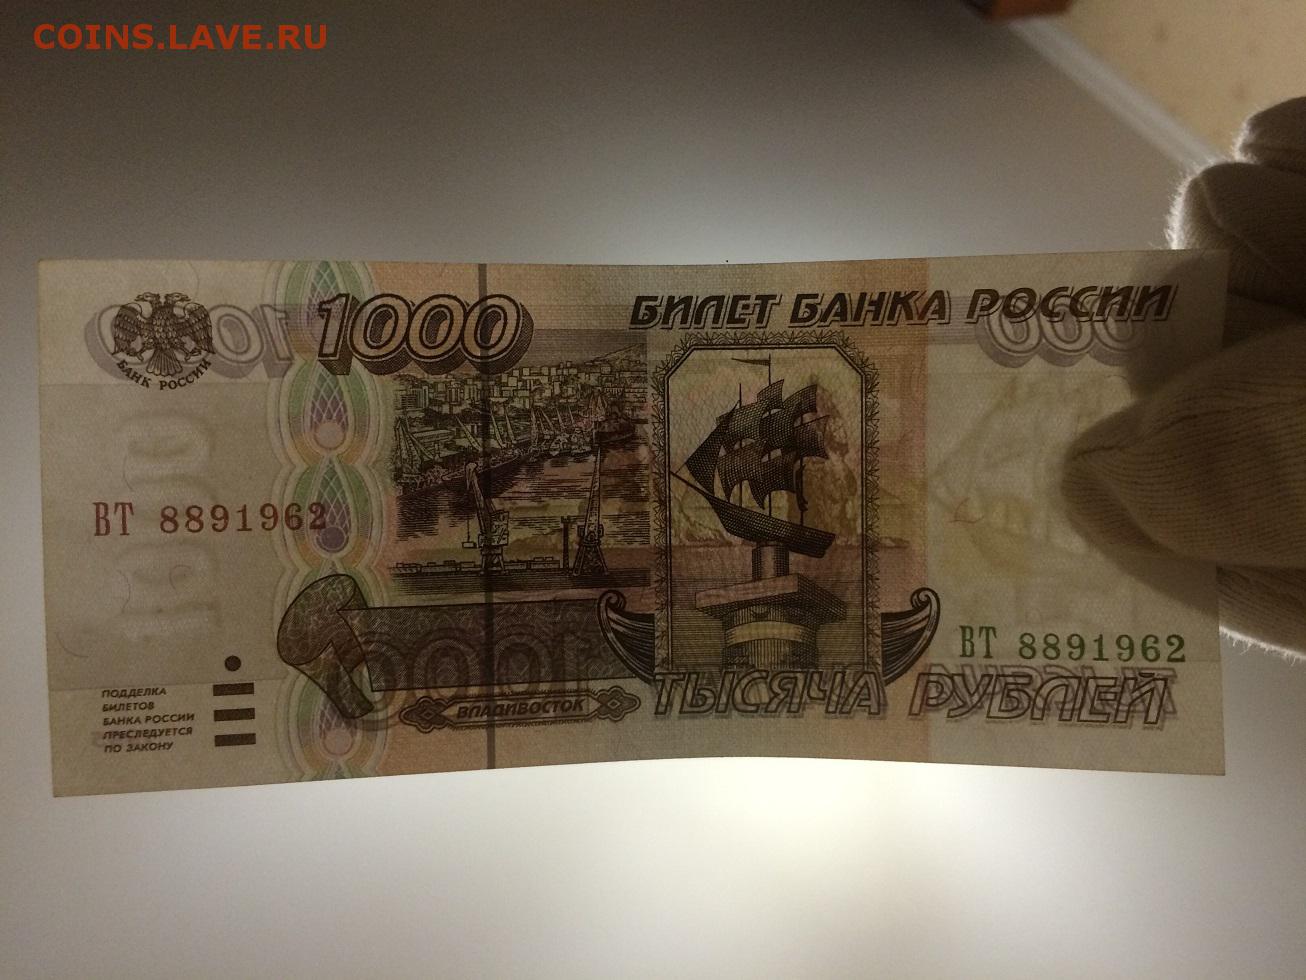 COINS.LAVE.RU
1000
БИЛЕТ БАНКА РОССИИ
БАНК РОССИИ
ВТ 8891962
ВТ 8891962
ПОДДЕЛКА
БИЛЕТОВ
БАНКА РОССИИ
ПРЕСЛЕДУЕТСЯ
ПО ЗАКОНУ
ВЛАДИВОСТОК
ТЫСЯЧА РУБЛЕЙ